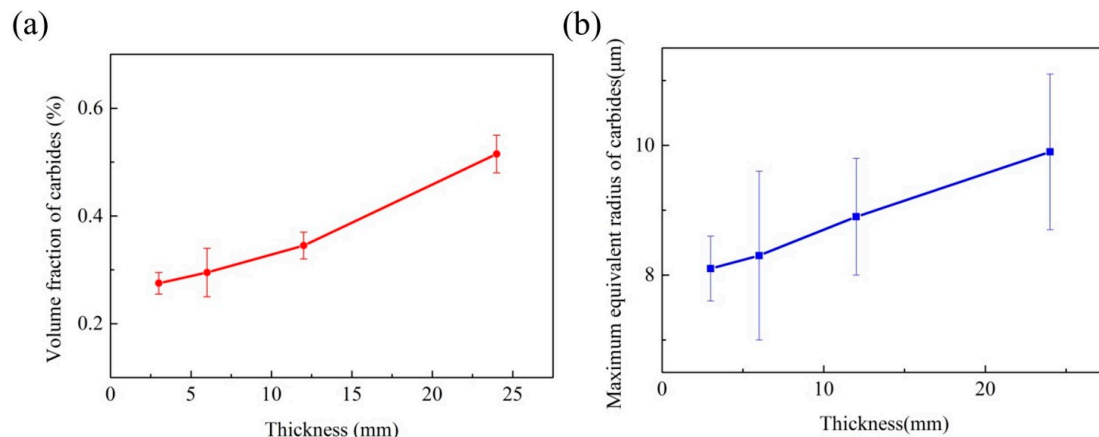 (a)
Volume fraction of carbides (%)
0.6
0.4
0.2
0 5 10 15 20 25
Thickness (mm)
(b)
Maximum equivalent radius of carbides(μm)
10
8
0 10 20
Thickness(mm)